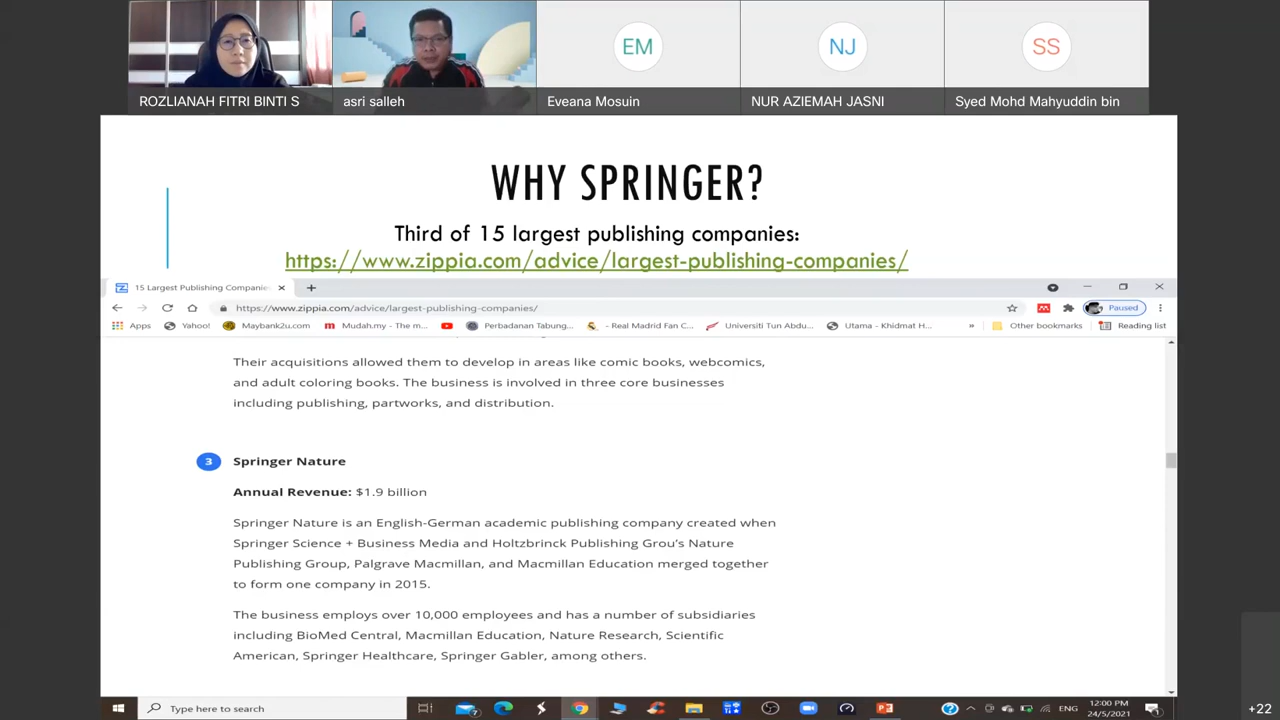 EM
NJ
SS
ROZLIANAH FITRI BINTI S
asri salleh
Eveana Mosuin
NUR AZIEMAH JASNI
Syed Mohd Mahyuddin bin
WHY SPRINGER?
Third of 15 largest publishing companies:
https://www.zippia.com/advice/largest-publishing-companies/
15 Largest Publishing Companie
https://www.zippia.com/advice/largest-publishing-companies/
Paused
Apps
Yahoo!
Maybank2u.com
Mudah.my - The m...
Perbadanan Tabung...
- Real Madrid Fan C...
Universiti Tun Abdu...
Utama - Khidmat H...
»
Other bookmarks
Reading list
Their acquisitions allowed them to develop in areas like comic books, webcomics,
and adult coloring books. The business is involved in three core businesses
including publishing, partworks, and distribution.
3 Springer Nature
Annual Revenue: $1.9 billion
Springer Nature is an English-German academic publishing company created when
Springer Science + Business Media and Holtzbrinck Publishing Grou's Nature
Publishing Group, Palgrave Macmillan, and Macmillan Education merged together
to form one company in 2015.
The business employs over 10,000 employees and has a number of subsidiaries
including BioMed Central, Macmillan Education, Nature Research, Scientific
American, Springer Healthcare, Springer Gabler, among others.
Type here to search
ENG
12:00 PM
24/5/2021
+22